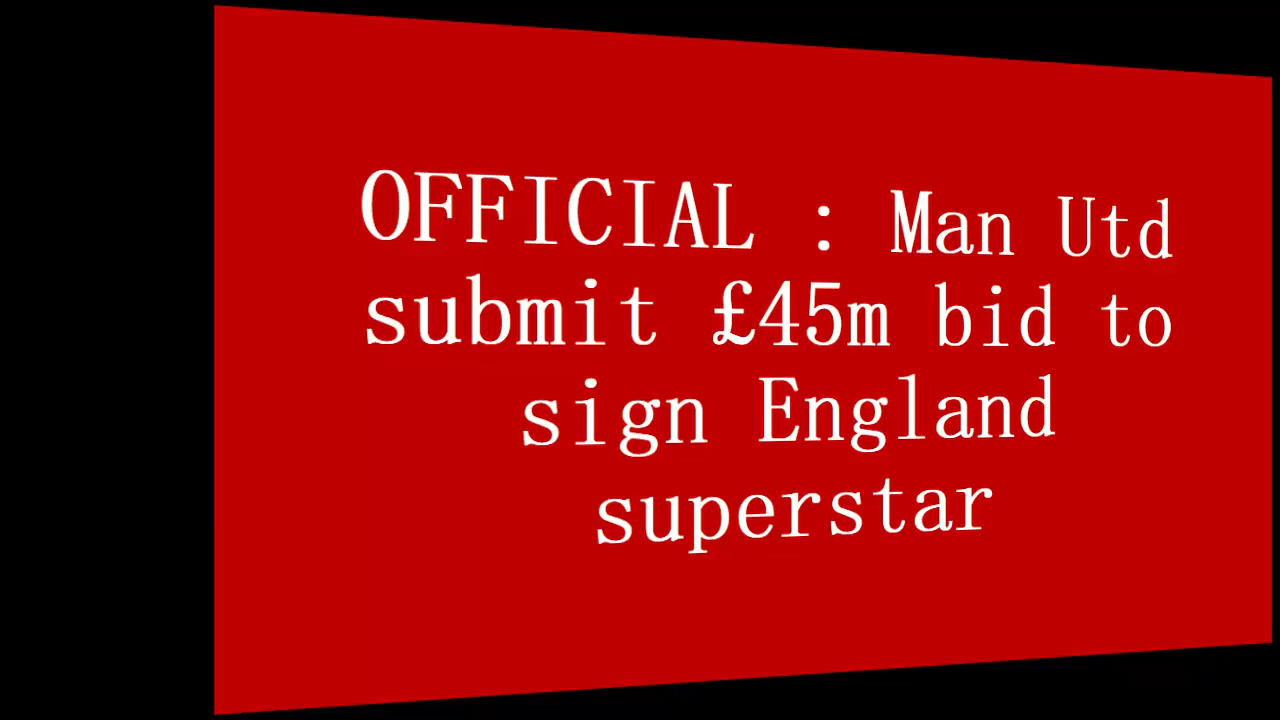 OFFICIAL : Man Utd
submit £45m bid to
sign England
superstar